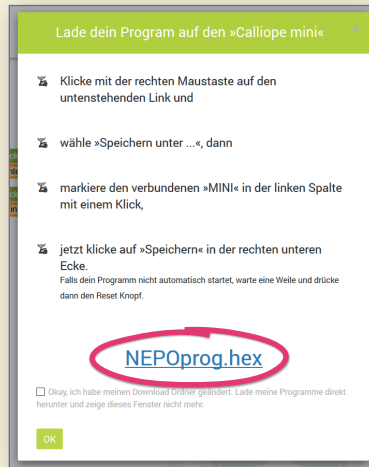 Lade dein Program auf den »Calliope mini«
Klicke mit der rechten Maustaste auf den
untenstehenden Link und
wähle »Speichern unter ...«, dann
markiere den verbundenen »MINI« in der linken Spalte
mit einem Klick,
jetzt klicke auf »Speichern« in der rechten unteren
Ecke.
Falls dein Programm nicht automatisch startet, warte eine Weile und drücke
dann den Reset Knopf.
NEPOprog.hex
Okay, ich habe meinen Download Ordner geändert. Lade meine Programme direkt
herunter und zeige dieses Fenster nicht mehr.
OK